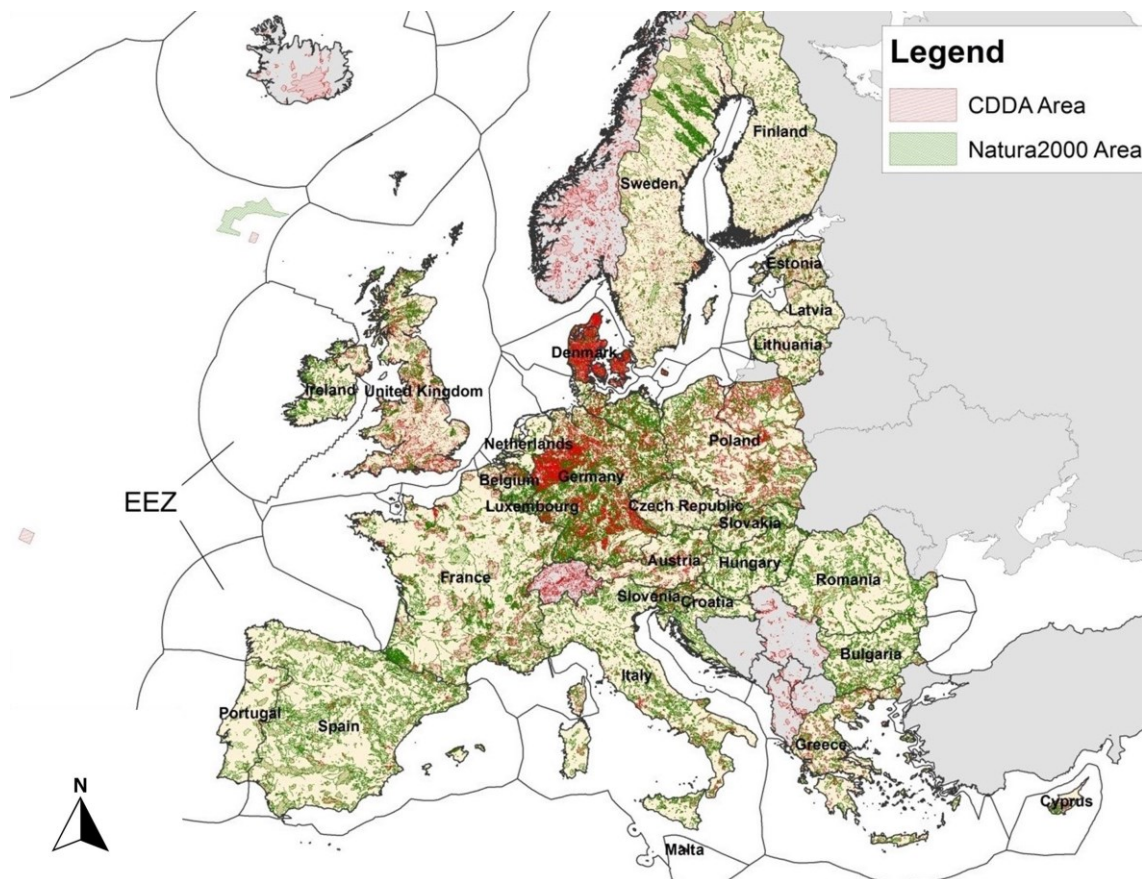 Legend
CDDA Area
Natura2000 Area
Finland
Sweden
Estonia
Latvia
Lithuania
Denmark
Ireland
United Kingdom
Netherlands
Poland
Belgium
Germany
EEZ
Luxembourg
Czech Republic
Slovakia
Austria
Hungary
France
Romania
Slovenia
Croatia
Bulgaria
Italy
Portugal
Spain
Greece
N
Cyprus
Malta